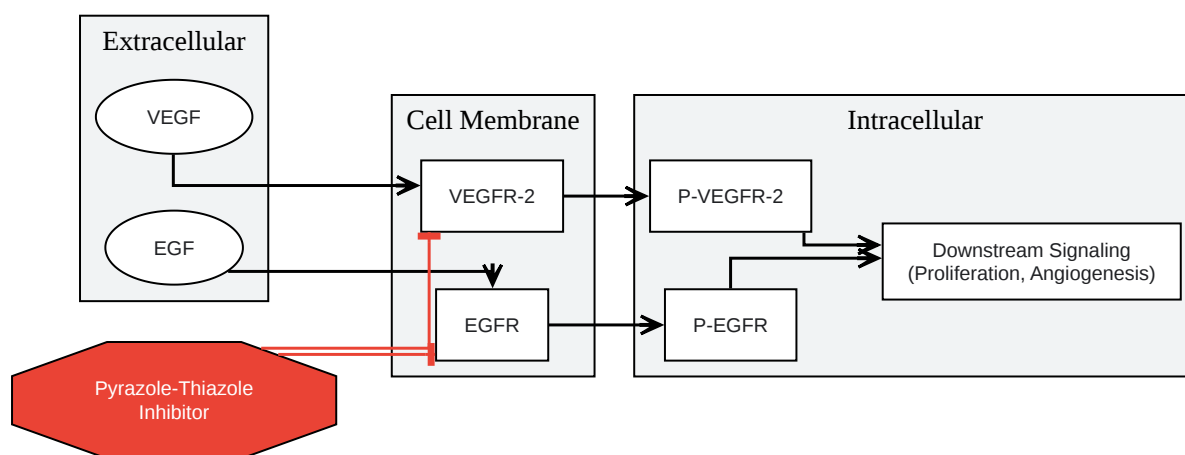 Extracellular
VEGF
EGF
Cell Membrane
VEGFR-2
EGFR
Intracellular
P-VEGFR-2
P-EGFR
Downstream Signaling
(Proliferation, Angiogenesis)
Pyrazole-Thiazole
Inhibitor